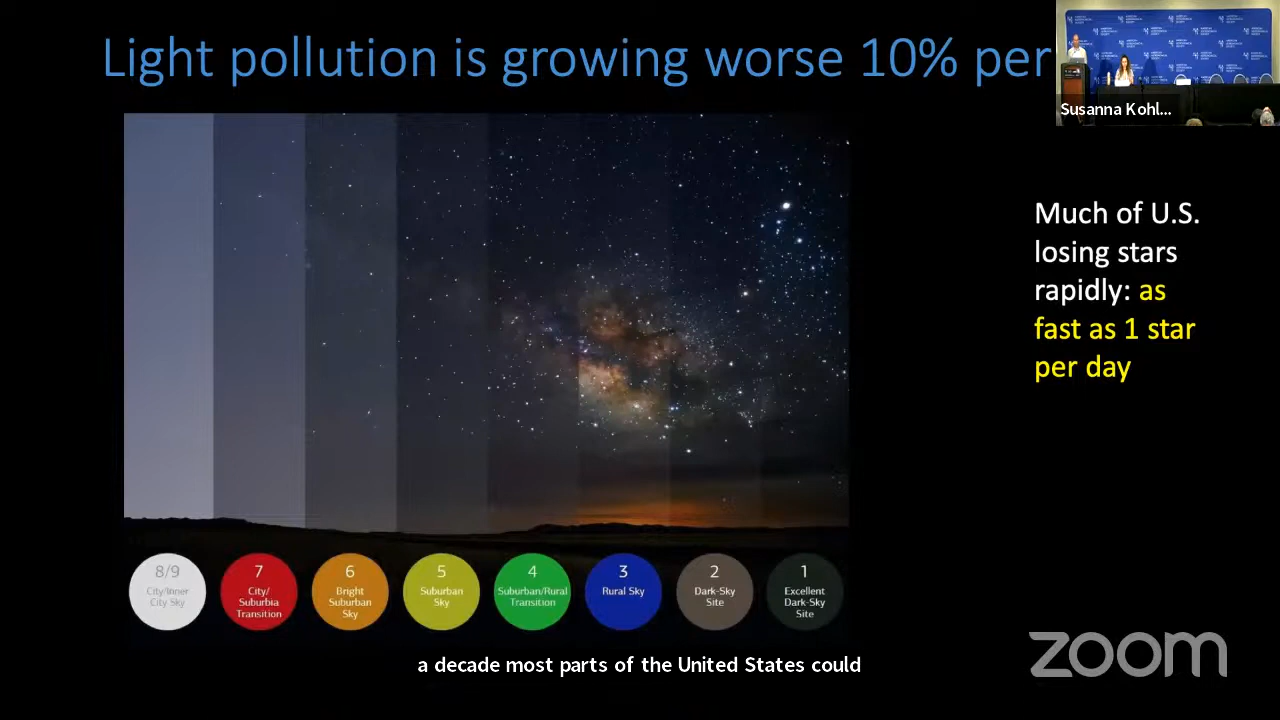 Light pollution is growing worse 10% per
Susanna Kohl...
Much of U.S.
losing stars
rapidly: as
fast as 1 star
per day
8/9
City/Inner
City Sky
7
City/
Suburbia
Transition
6
Bright
Suburban
Sky
5
Suburban
Sky
4
Suburban/Rural
Transition
3
Rural Sky
2
Dark-Sky
Site
1
Excellent
Dark-Sky
Site
a decade most parts of the United States could
zoom